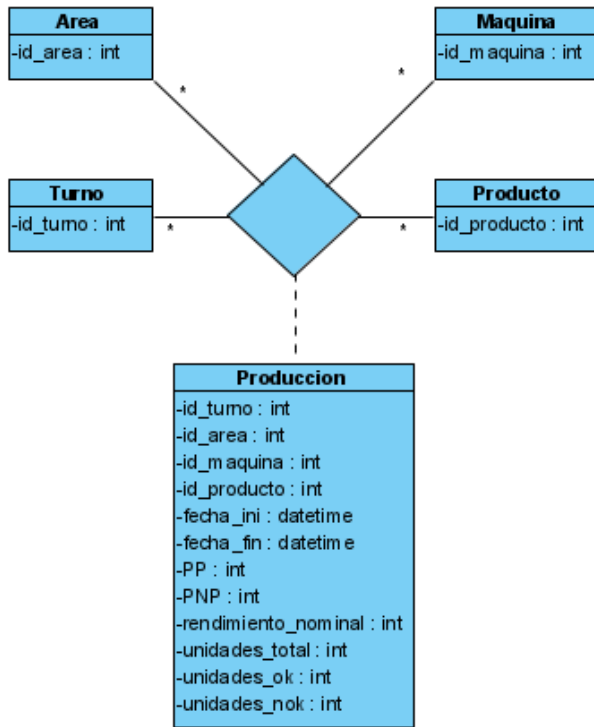 Área
-id_area : int
Maquina
-id_maquina : int
*
*
Turno
-id_turno : int
*
Producto
-id_producto : int
*
Produccion
-id_turno : int
-id_area : int
-id_maquina : int
-id_producto : int
-fecha_ini : datetime
-fecha_fin : datetime
-PP : int
-PNP : int
-rendimiento_nominal : int
-unidades_total : int
-unidades_ok : int
-unidades_nok : int